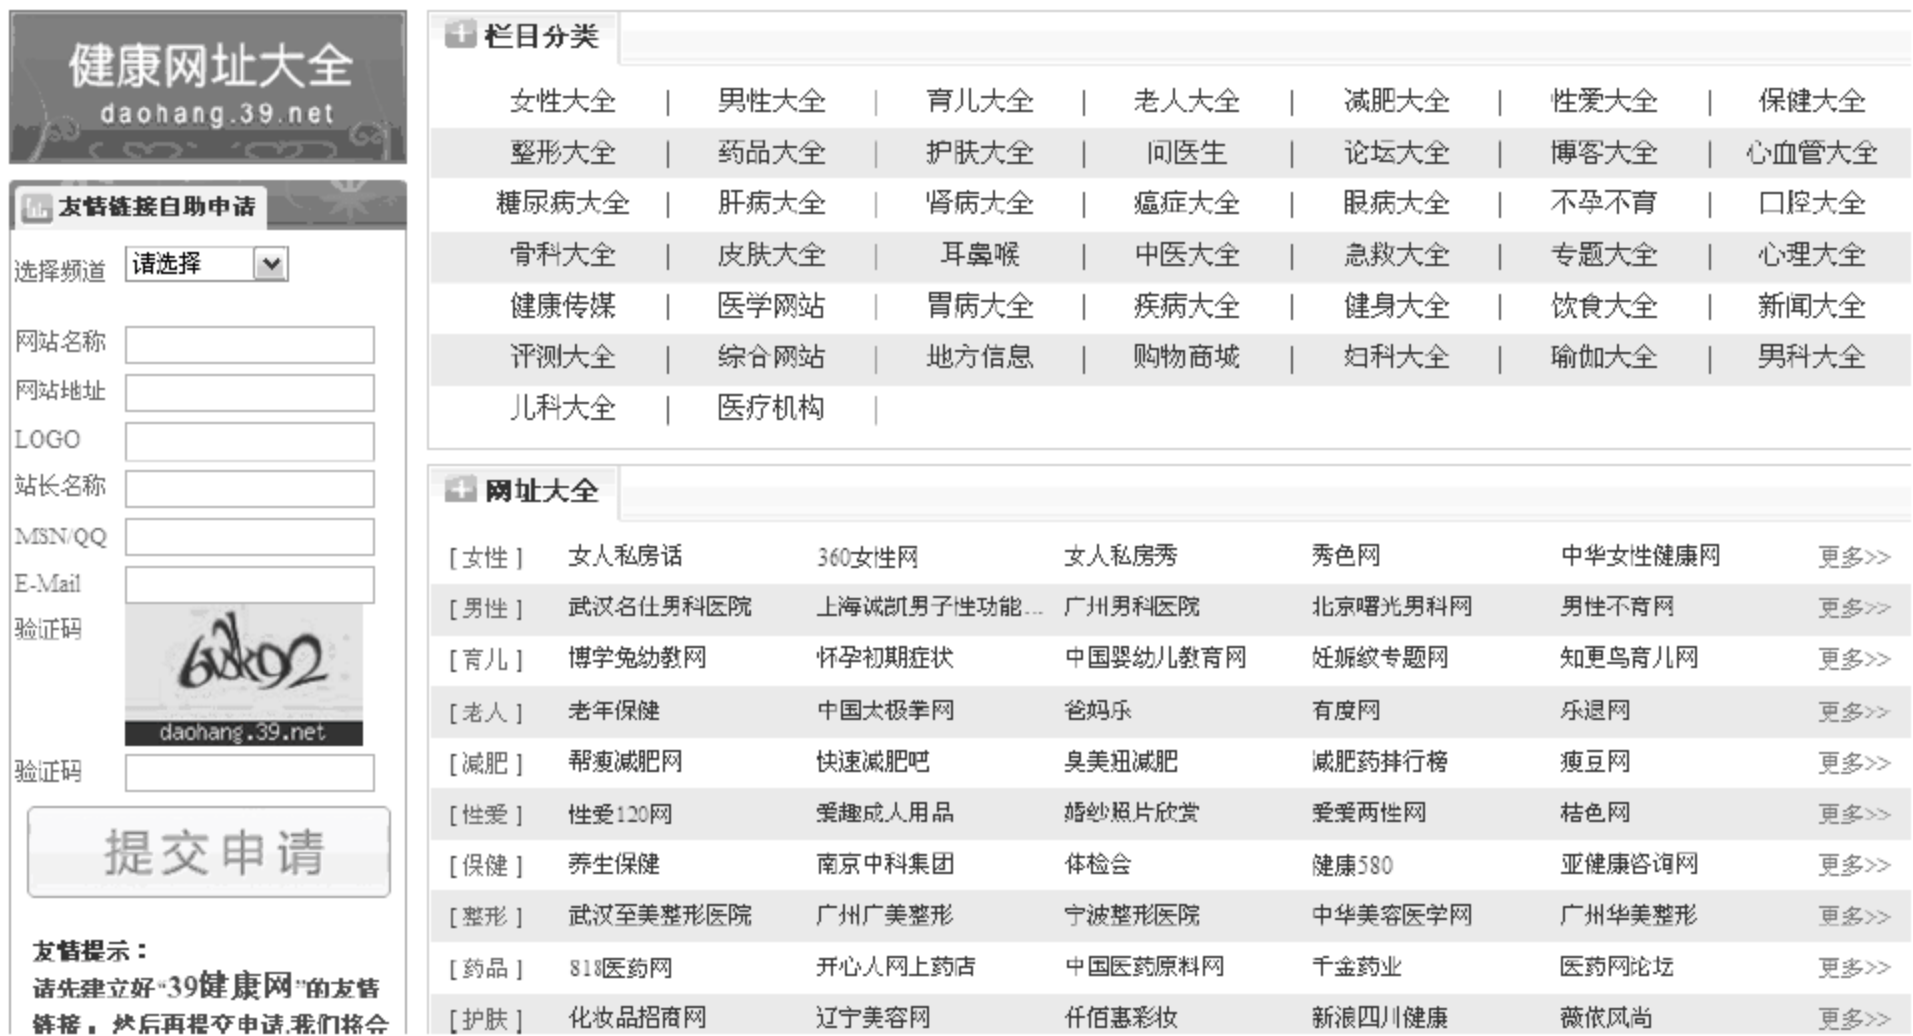 健康网址大全
daohang.39.net
友情链接自助申请
选择频道 请选择
网站名称
网站地址
LOGO
站长名称
MSN/QQ
E-Mail
验证码
daohang.39.net
验证码
提交申请
友情提示：
请先建立好“39健康网”的友情
链接，然后再提交申请,我们将会
栏目分类
女性大全 | 男性大全 | 育儿大全 | 老人大全 | 减肥大全 | 性爱大全 | 保健大全
整形大全 | 药品大全 | 护肤大全 | 问医生 | 论坛大全 | 博客大全 | 心血管大全
糖尿病大全 | 肝病大全 | 肾病大全 | 癌症大全 | 眼病大全 | 不孕不育 | 口腔大全
骨科大全 | 皮肤大全 | 耳鼻喉 | 中医大全 | 急救大全 | 专题大全 | 心理大全
健康传媒 | 医学网站 | 胃病大全 | 疾病大全 | 健身大全 | 饮食大全 | 新闻大全
评测大全 | 综合网站 | 地方信息 | 购物商城 | 妇科大全 | 瑜伽大全 | 男科大全
儿科大全 | 医疗机构 |
网址大全
[女性] 女人私房话 360女性网 女人私房秀 秀色网 中华女性健康网 更多>>
[男性] 武汉名仕男科医院 上海诚凯男子性功能... 广州男科医院 北京曙光男科网 男性不育网 更多>>
[育儿] 博学兔幼教网 怀孕初期症状 中国婴幼儿教育网 妊娠纹专题网 知更鸟育儿网 更多>>
[老人] 老年保健 中国太极拳网 爸妈乐 有度网 乐退网 更多>>
[减肥] 帮瘦减肥网 快速减肥吧 臭美妞减肥 减肥药排行榜 瘦豆网 更多>>
[性爱] 性爱120网 爱趣成人用品 婚纱照片欣赏 爱爱两性网 桔色网 更多>>
[保健] 养生保健 南京中科集团 体检会 健康580 亚健康咨询网 更多>>
[整形] 武汉至美整形医院 广州广美整形 宁波整形医院 中华美容医学网 广州华美整形 更多>>
[药品] 818医药网 开心人网上药店 中国医药原料网 千金药业 医药网论坛 更多>>
[护肤] 化妆品招商网 辽宁美容网 仟佰惠彩妆 新浪四川健康 薇依风尚 更多>>